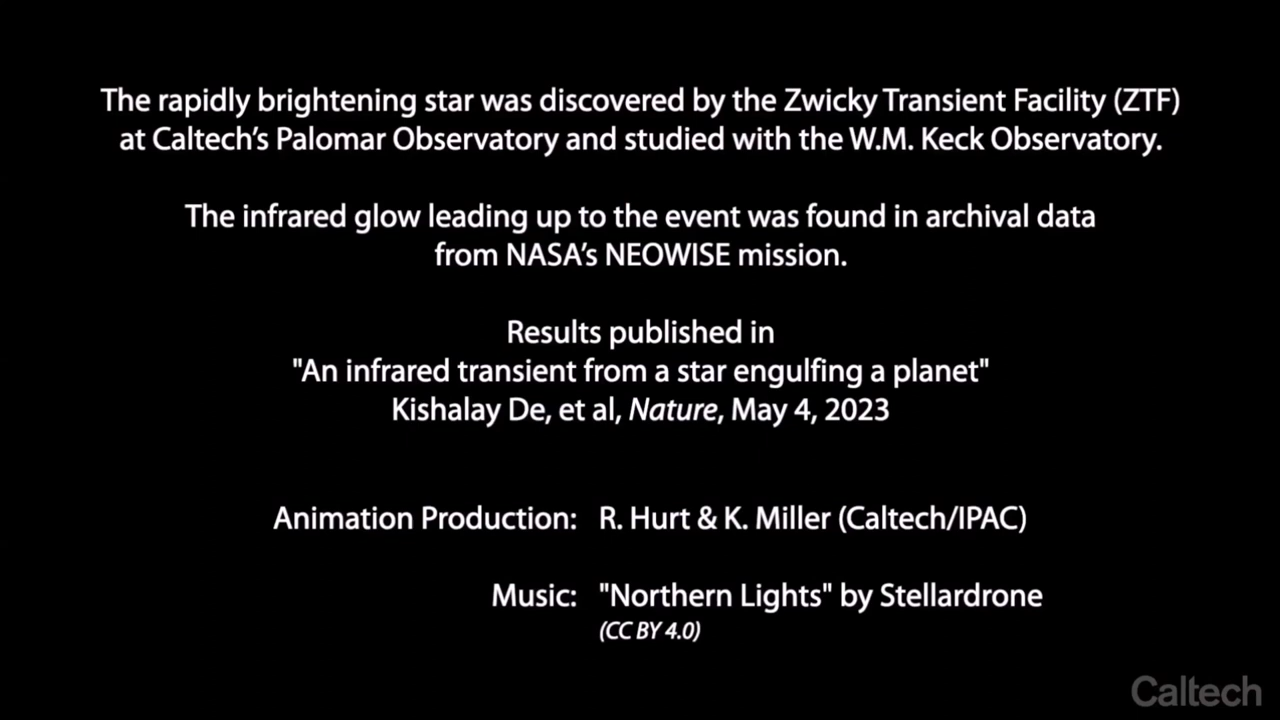 The rapidly brightening star was discovered by the Zwicky Transient Facility (ZTF)
at Caltech's Palomar Observatory and studied with the W.M. Keck Observatory.
The infrared glow leading up to the event was found in archival data
from NASA's NEOWISE mission.
Results published in
"An infrared transient from a star engulfing a planet"
Kishalay De, et al, Nature, May 4, 2023
Animation Production: R. Hurt & K. Miller (Caltech/IPAC)
Music: "Northern Lights" by Stellardrone
(CC BY 4.0)
Caltech